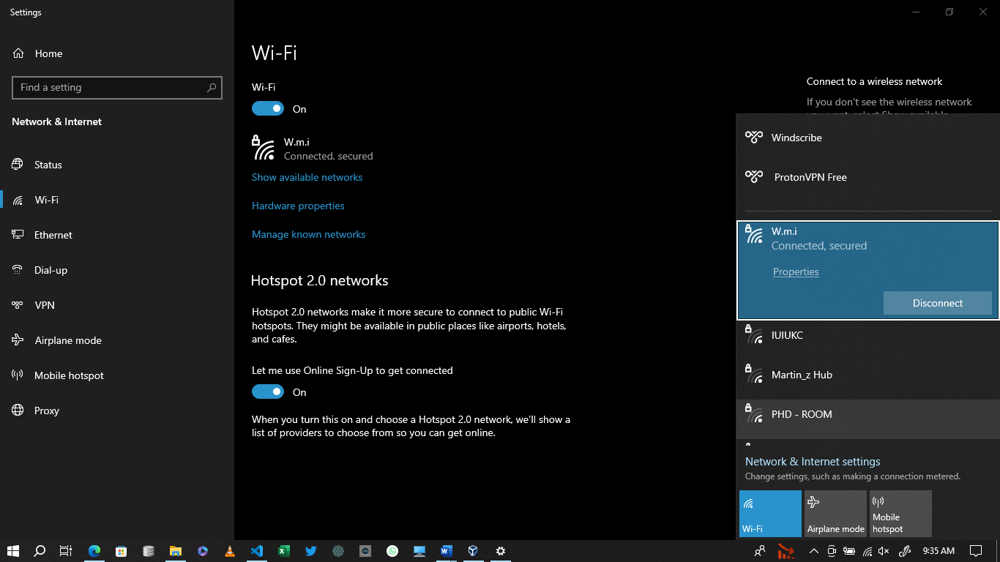 Settings
Home
Find a setting
Network & Internet
Status
Wi-Fi
Ethernet
Dial-up
VPN
Airplane mode
Mobile hotspot
Proxy
Wi-Fi
Wi-Fi
On
W.m.i
Connected, secured
Show available networks
Hardware properties
Manage known networks
Hotspot 2.0 networks
Hotspot 2.0 networks make it more secure to connect to public Wi-Fi
hotspots. They might be available in public places like airports, hotels,
and cafes.
Let me use Online Sign-Up to get connected
On
When you turn this on and choose a Hotspot 2.0 network, we'll show a
list of providers to choose from so you can get online.
Connect to a wireless network
If you don't see the wireless network
Windscribe
ProtonVPN Free
W.m.i
Connected, secured
Properties
Disconnect
IUIUKC
Martin_z Hub
PHD - ROOM
Network & Internet settings
Change settings, such as making a connection metered.
Wi-Fi
Airplane mode
Mobile
hotspot
9:35 AM